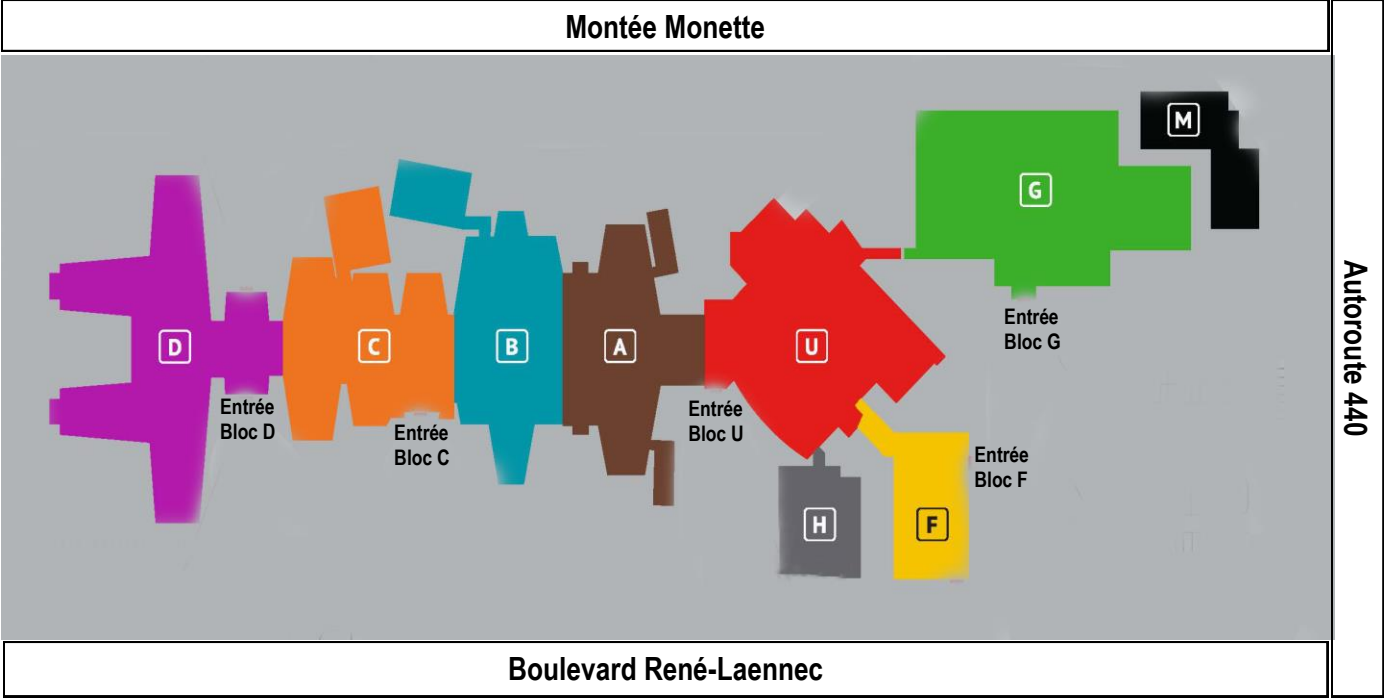 Montée Monette
M
G
Entrée
Bloc G
D
C
B
A
U
Entrée
Bloc D
Entrée
Bloc C
Entrée
Bloc U
Entrée
Bloc F
H
F
Autoroute 440
Boulevard René-Laennec